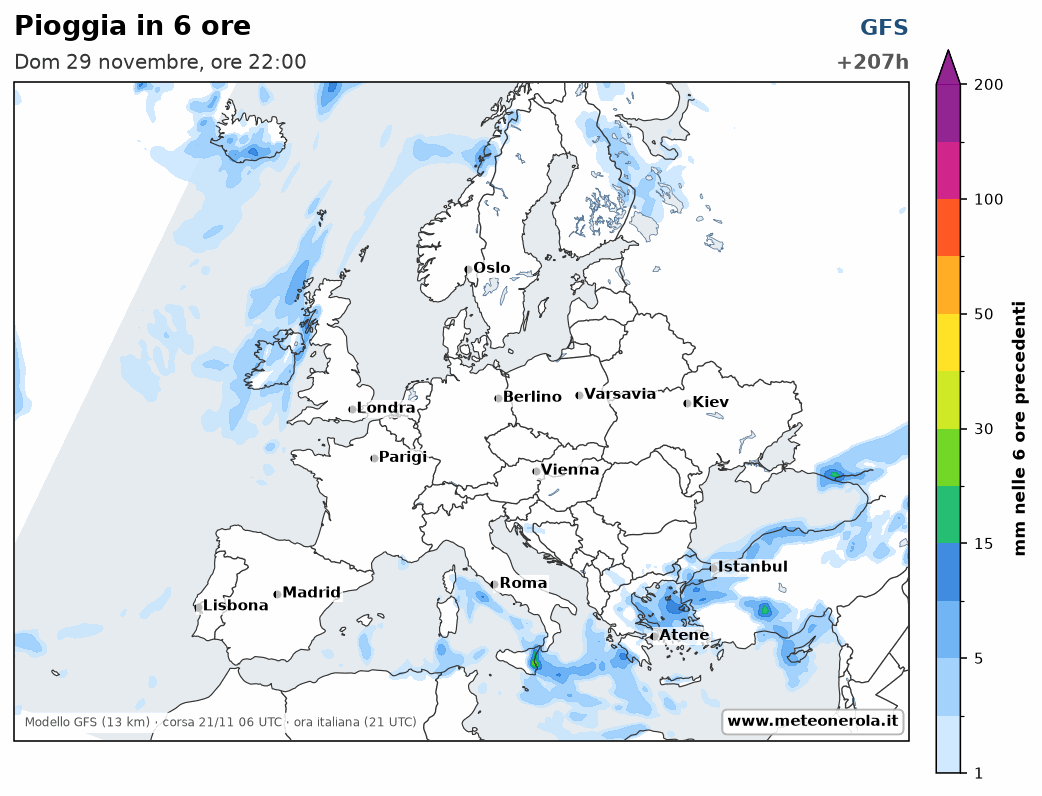 Pioggia in 6 ore
GFS
Dom 29 novembre, ore 22:00
+207h
200
100
50
30
15
5
1
mm nelle 6 ore precedenti
Oslo
Berlino
Varsavia
Kiev
Londra
Parigi
Vienna
Istanbul
Roma
Madrid
Lisbona
Atene
Modello GFS (13 km) · corsa 21/11 06 UTC · ora italiana (21 UTC)
www.meteonerola.it